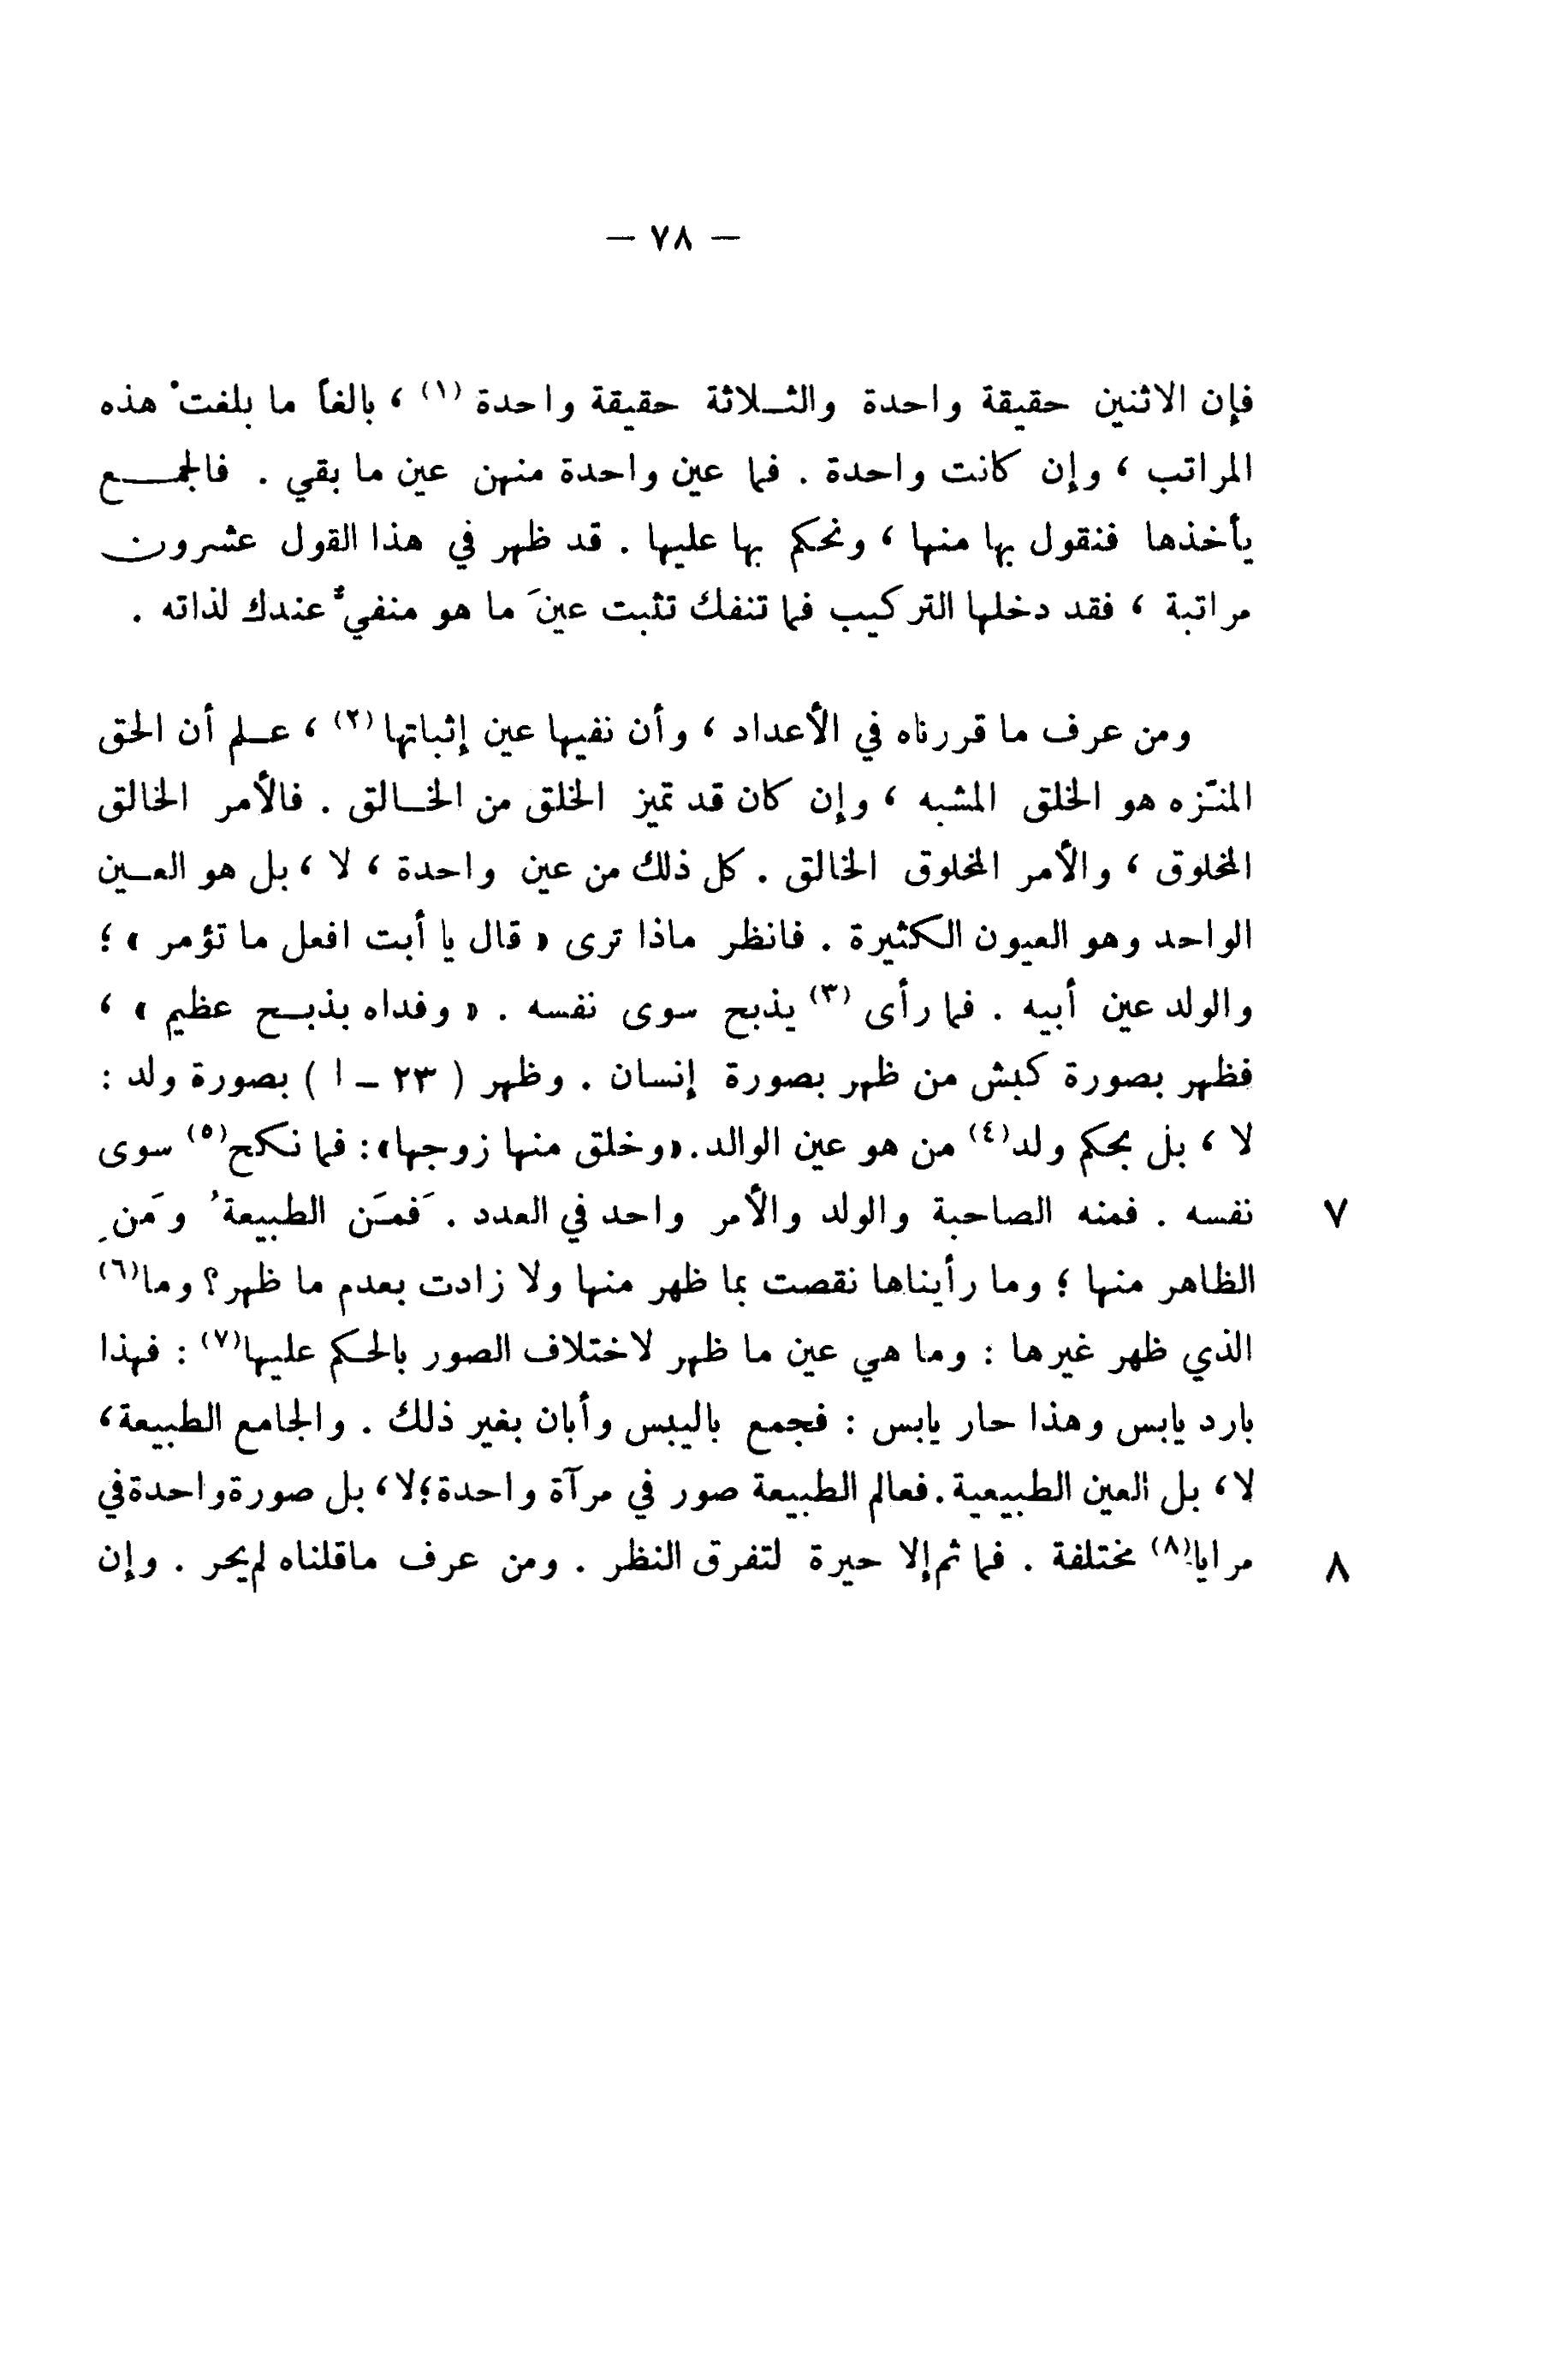 — ٧٨ —
فإن الاثنين حقيقة واحدة والثلاثة حقيقة واحدة (١) ، بالغاً ما بلغتْ هذه
المراتب ، وإن كانت واحدة . فما عين واحدة منهن عين ما بقي . فالجمع
يأخذها فنقول بها منها ، ونحكم بها عليها . قد ظهر في هذا القول عشرون
مراتبة ، فقد دخلها التركيب فما تنفك تثبت عينَ ما هو منفيٌّ عندك لذاته .
ومن عرف ما قررناه في الأعداد ، وأن نفيها عين إثباتها (٢) ، علم أن الحق
المنزّه هو الخلق المشبه ، وإن كان قد تميز الخلق من الخالق . فالأمر الخالق
المخلوق ، والأمر المخلوق الخالق . كل ذلك من عين واحدة ، لا ، بل هو العين
الواحد وهو العيون الكثيرة . فانظر ماذا ترى « قال يا أبت افعل ما تؤمر » ؛
والولد عين أبيه . فما رأى (٣) يذبح سوى نفسه . « وفداه بذبح عظيم » ،
فظهر بصورة كبش من ظهر بصورة إنسان . وظهر ( ٢٣ – ا ) بصورة ولد :
لا ، بل بحكم ولد(٤) من هو عين الوالد. «وخلق منها زوجها»: فما نكح(٥) سوى
نفسه . فمنه الصاحبة والولد والأمر واحد في العدد . فَمَن الطبيعةُ ومَنِ ٧
الظاهر منها ؛ وما رأيناها نقصت بما ظهر منها ولا زادت بعدم ما ظهر؟ وما(٦)
الذي ظهر غيرها : وما هي عين ما ظهر لاختلاف الصور بالحكم عليها(٧) : فهذا
بارد يابس وهذا حار يابس : فجمع باليبس وأبان بغير ذلك . والجامع الطبيعة،
لا، بل العين الطبيعية. فعالم الطبيعة صور في مرآة واحدة؛ لا، بل صورة واحدة في
مرايا(٨) مختلفة . فما ثم إلا حيرة لتفرق النظر . ومن عرف ماقلناه لم يحر . وإن ٨